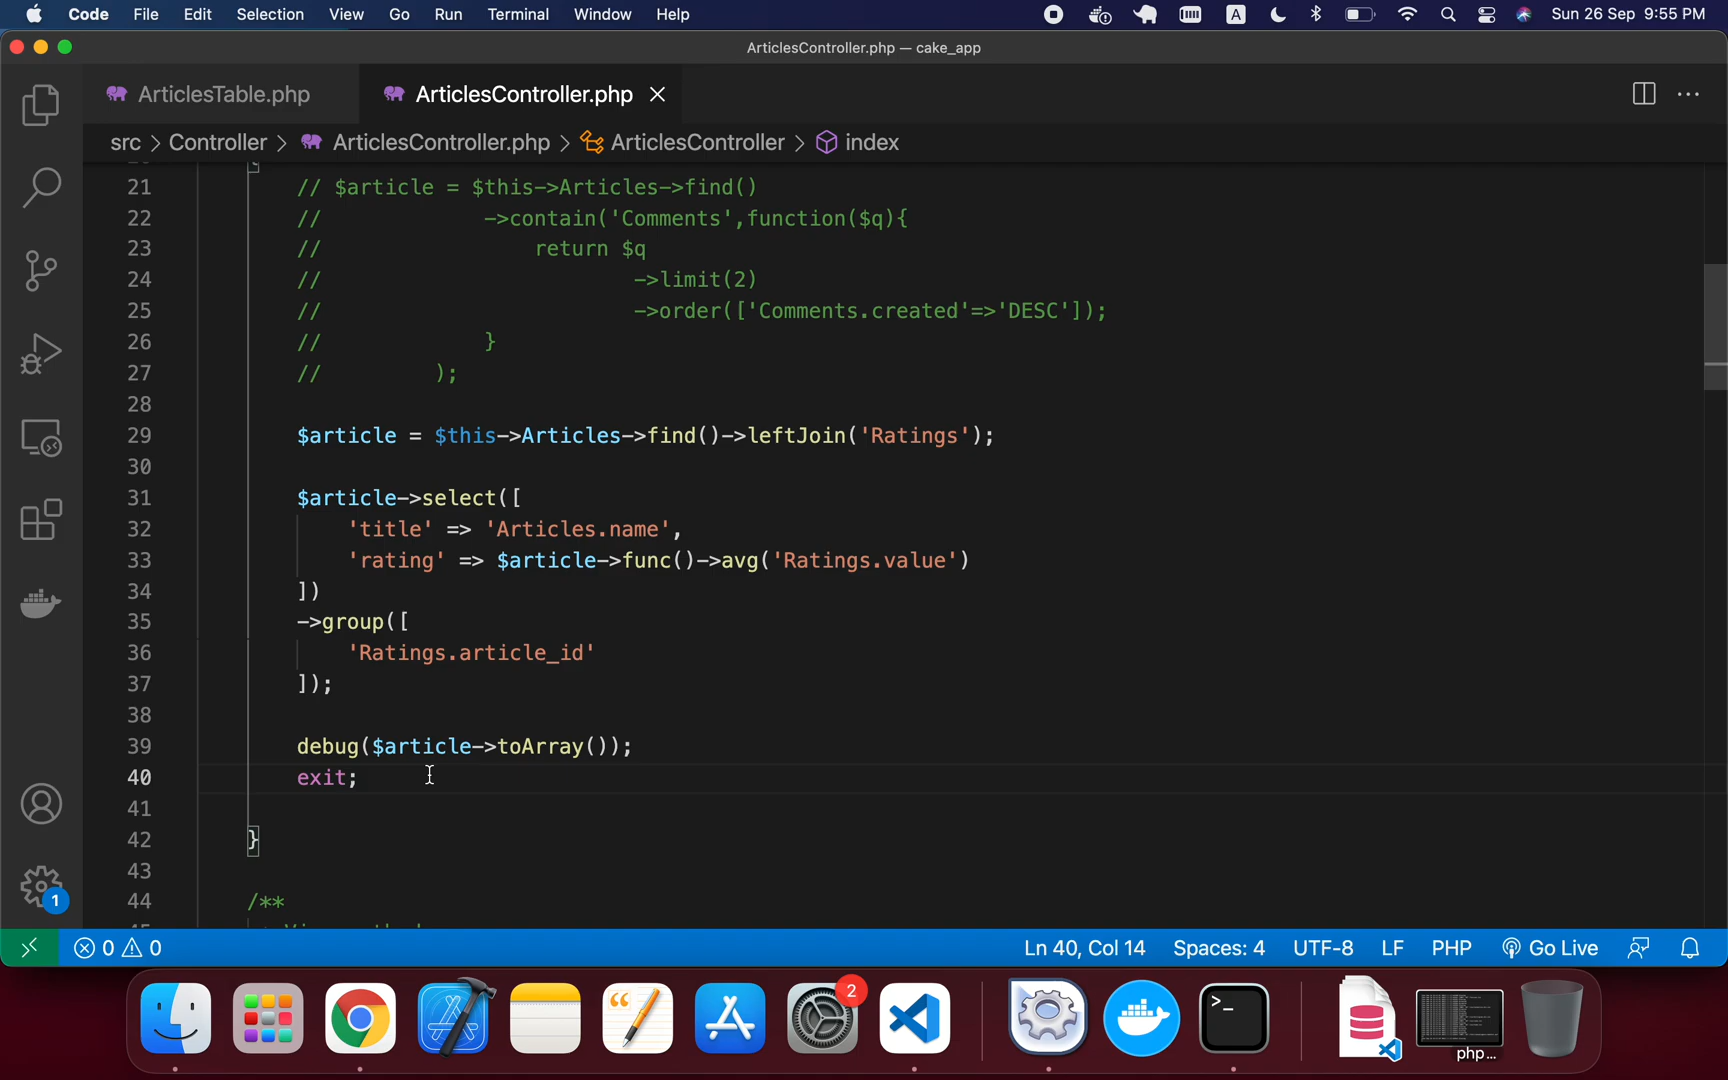 Code File Edit Selection View Go Run Terminal Window Help A Sun 26 Sep 9:55 PM
ArticlesController.php — cake_app
ArticlesTable.php ArticlesController.php
src > Controller > ArticlesController.php > ArticlesController > index
21 // $article = $this->Articles->find()
22 // ->contain('Comments',function($q){
23 // return $q
24 // ->limit(2)
25 // ->order(['Comments.created'=>'DESC']);
26 // }
27 // );
28
29 $article = $this->Articles->find()->leftJoin('Ratings');
30
31 $article->select([
32 'title' => 'Articles.name',
33 'rating' => $article->func()->avg('Ratings.value')
34 ])
35 ->group([
36 'Ratings.article_id'
37 ]);
38
39 debug($article->toArray());
40 exit;
41
42 }
43
44 /**
1
0 0 Ln 40, Col 14 Spaces: 4 UTF-8 LF PHP Go Live
2
php...